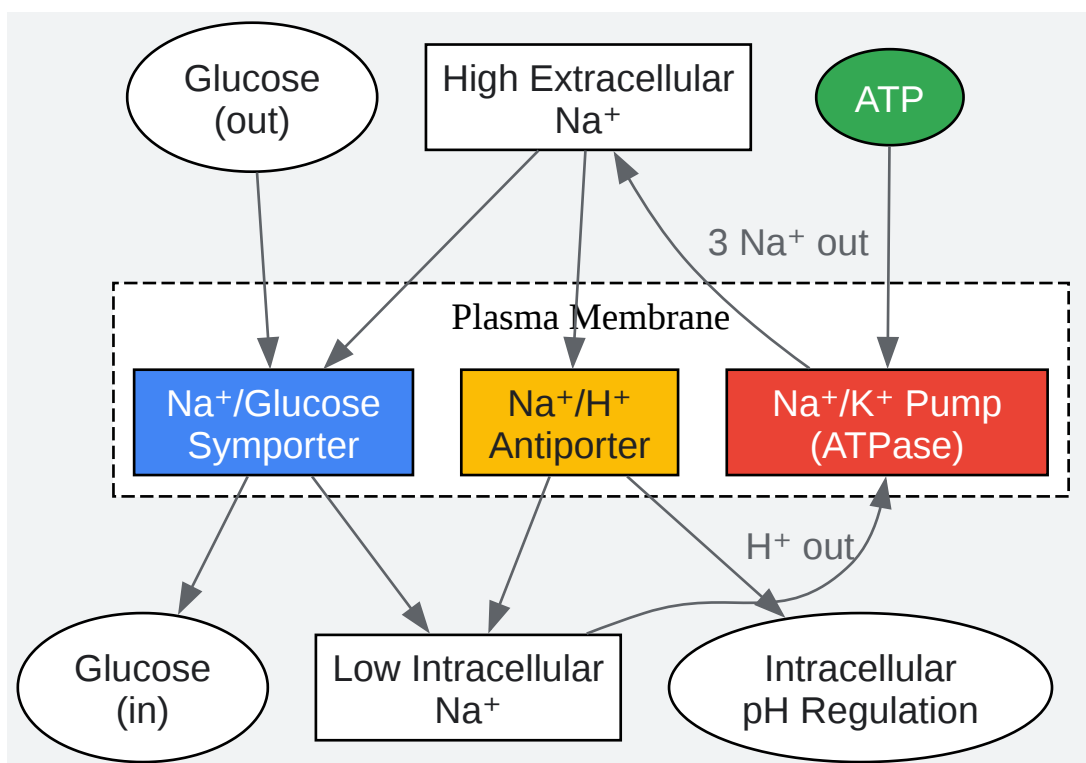 Glucose
(out)
High Extracellular
Na⁺
ATP
3 Na⁺ out
Plasma Membrane
Na⁺/Glucose
Symporter
Na⁺/H⁺
Antiporter
Na⁺/K⁺ Pump
(ATPase)
H⁺ out
Glucose
(in)
Low Intracellular
Na⁺
Intracellular
pH Regulation